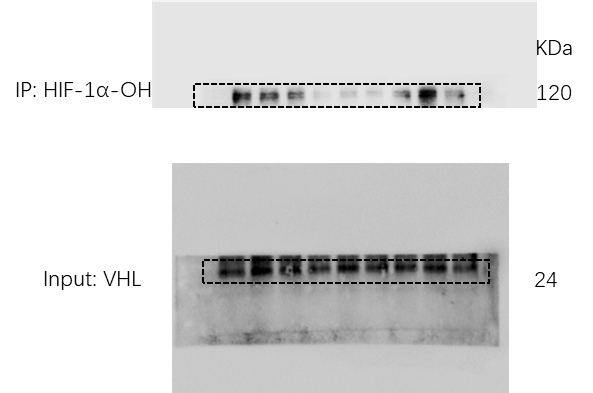 KDa
IP: HIF-1α-OH
120
Input: VHL
24